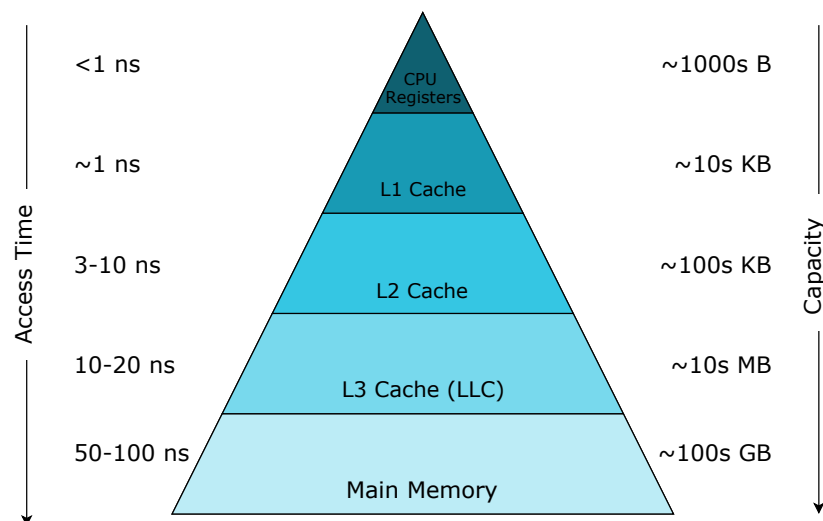 <1 ns
CPU
Registers
~1000s B
~1 ns
L1 Cache
~10s KB
Access Time
3-10 ns
L2 Cache
~100s KB
Capacity
10-20 ns
L3 Cache (LLC)
~10s MB
50-100 ns
Main Memory
~100s GB